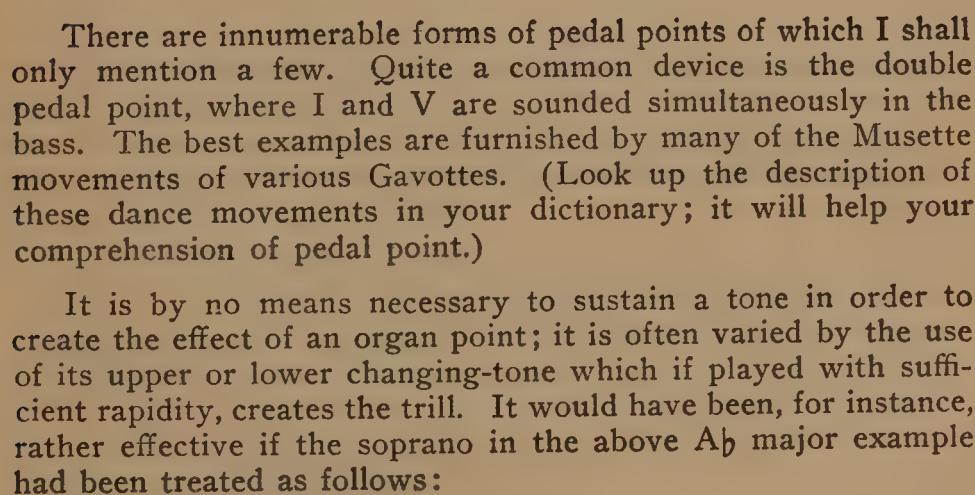 There are innumerable forms of pedal points of which I shall
only mention a few. Quite a common device is the double
pedal point, where I and V are sounded simultaneously in the
bass. The best examples are furnished by many of the Musette
movements of various Gavottes. (Look up the description of
these dance movements in your dictionary; it will help your
comprehension of pedal point.)
It is by no means necessary to sustain a tone in order to
create the effect of an organ point; it is often varied by the use
of its upper or lower changing-tone which if played with suffi-
cient rapidity, creates the trill. It would have been, for instance,
rather effective if the soprano in the above A♭ major example
had been treated as follows: